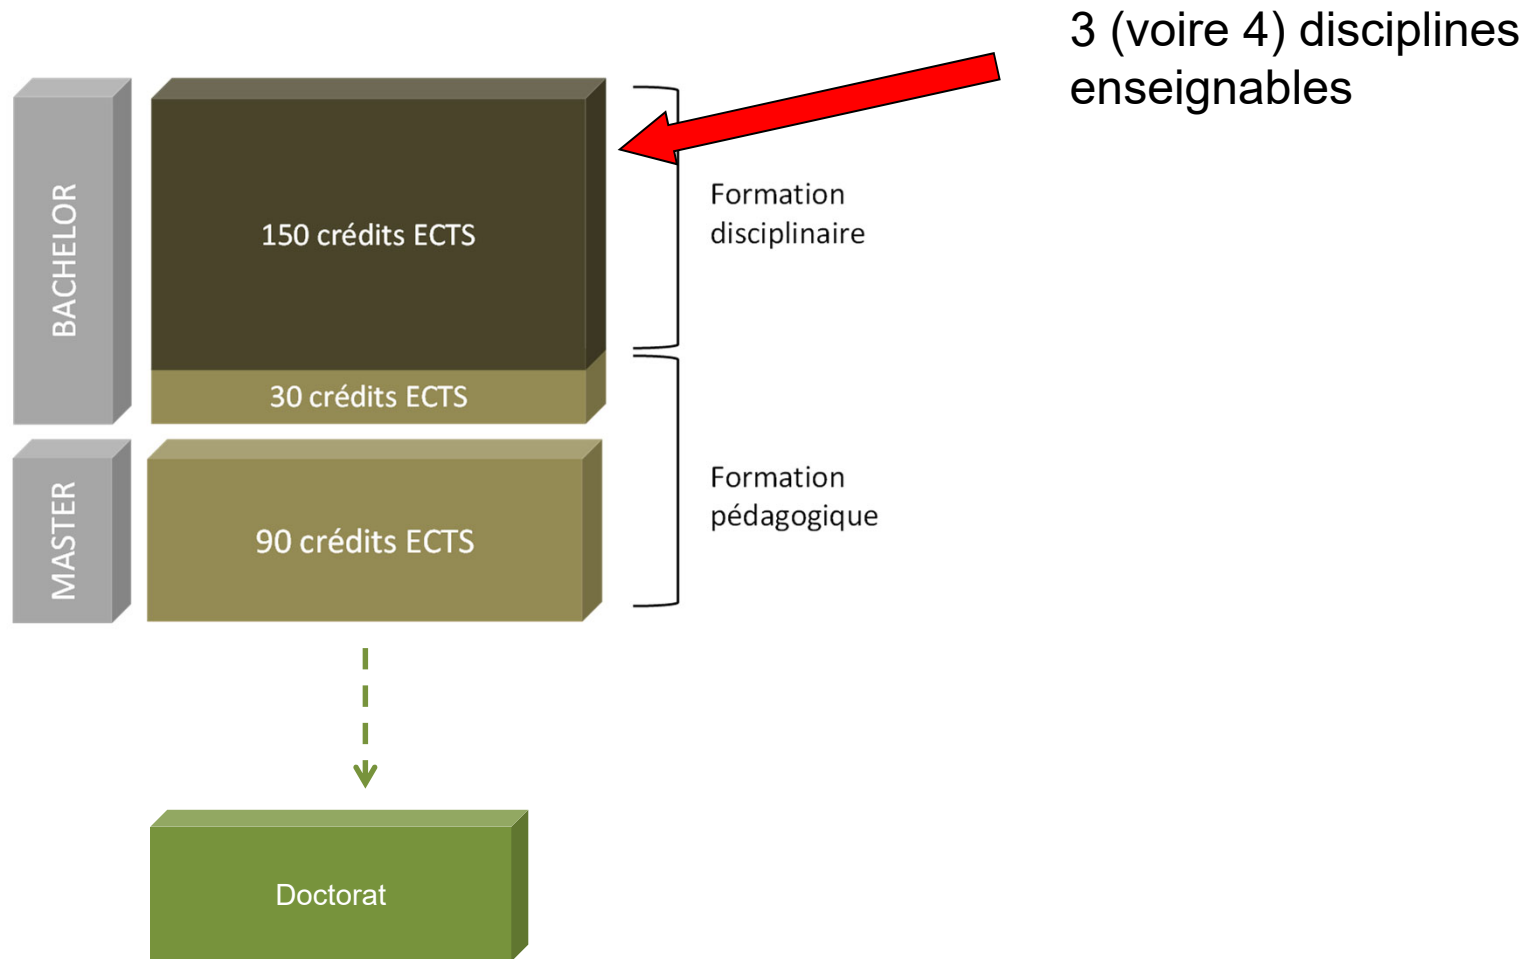 3 (voire 4) disciplines
enseignables
BACHELOR
150 crédits ECTS
Formation
disciplinaire
30 crédits ECTS
MASTER
90 crédits ECTS
Formation
pédagogique
Doctorat